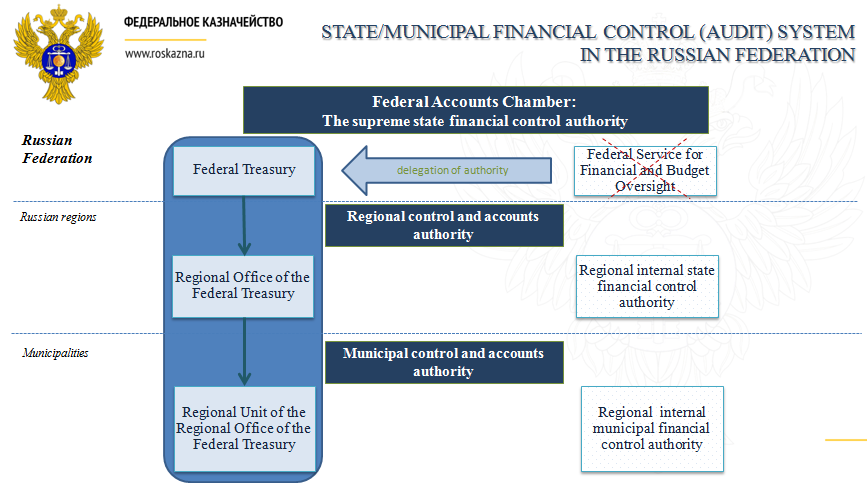 ФЕДЕРАЛЬНОЕ КАЗНАЧЕЙСТВО
www.roskazna.ru
STATE/MUNICIPAL FINANCIAL CONTROL (AUDIT) SYSTEM
IN THE RUSSIAN FEDERATION
Federal Accounts Chamber:
The supreme state financial control authority
Russian
Federation
Federal Treasury
delegation of authority
Federal Service for
Financial and Budget
Oversight
Russian regions
Regional control and accounts
authority
Regional Office of the
Federal Treasury
Regional internal state
financial control
authority
Municipalities
Municipal control and accounts
authority
Regional Unit of the
Regional Office of the
Federal Treasury
Regional internal
municipal financial
control authority